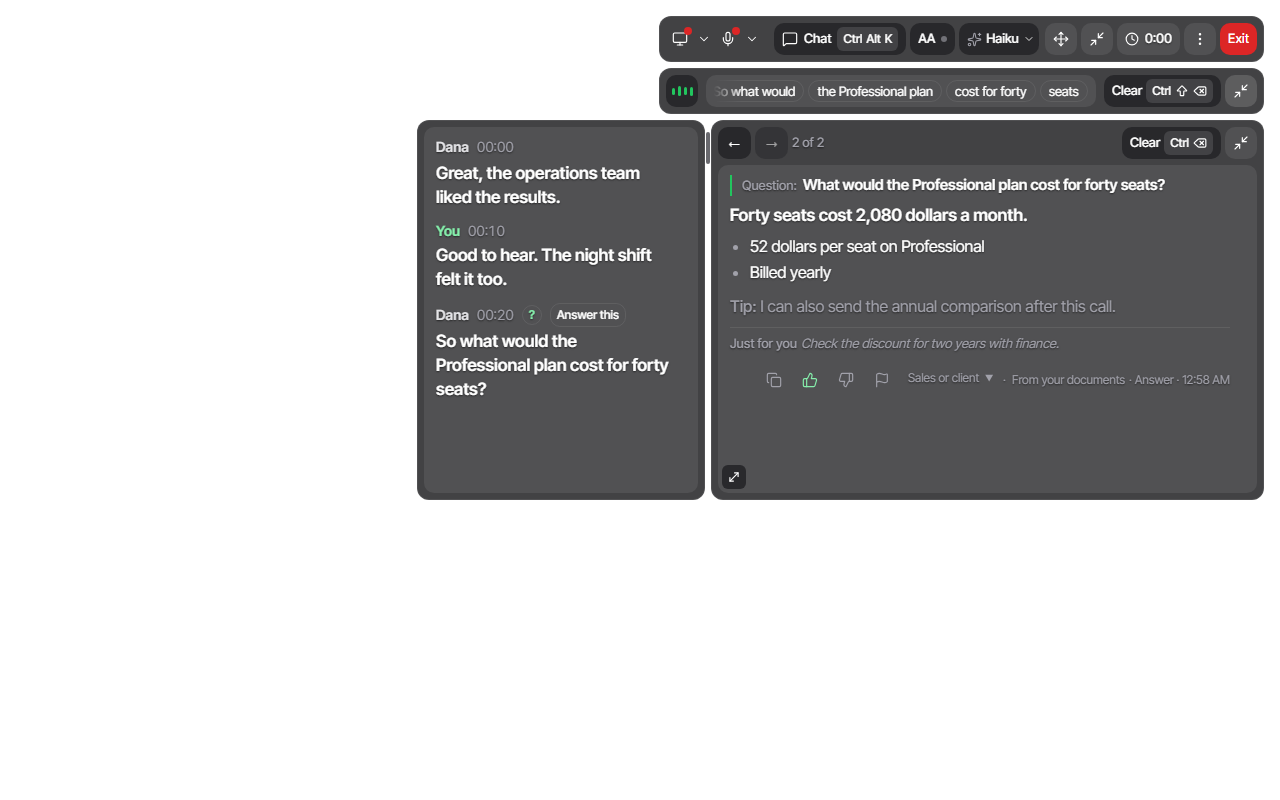 Chat Ctrl Alt K AA Haiku 0:00 Exit
So what would the Professional plan cost for forty seats Clear Ctrl
Dana 00:00
Great, the operations team
liked the results.
You 00:10
Good to hear. The night shift
felt it too.
Dana 00:20 ? Answer this
So what would the
Professional plan cost for forty
seats?
← → 2 of 2 Clear Ctrl
Question: What would the Professional plan cost for forty seats?
Forty seats cost 2,080 dollars a month.
• 52 dollars per seat on Professional
• Billed yearly
Tip: I can also send the annual comparison after this call.
Just for you Check the discount for two years with finance.
Sales or client ▼ · From your documents · Answer · 12:58 AM